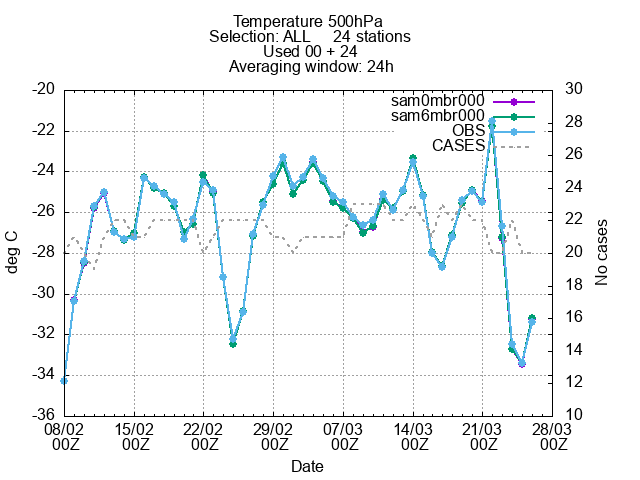 Temperature 500hPa
Selection: ALL 24 stations
Used 00 + 24
Averaging window: 24h
sam0mbr000
sam6mbr000
OBS
CASES
-20
-22
-24
-26
-28
-30
-32
-34
-36
deg C
30
28
26
24
22
20
18
16
14
12
10
No cases
08/02 15/02 22/02 29/02 07/03 14/03 21/03 28/03
00Z 00Z 00Z 00Z 00Z 00Z 00Z 00Z
Date